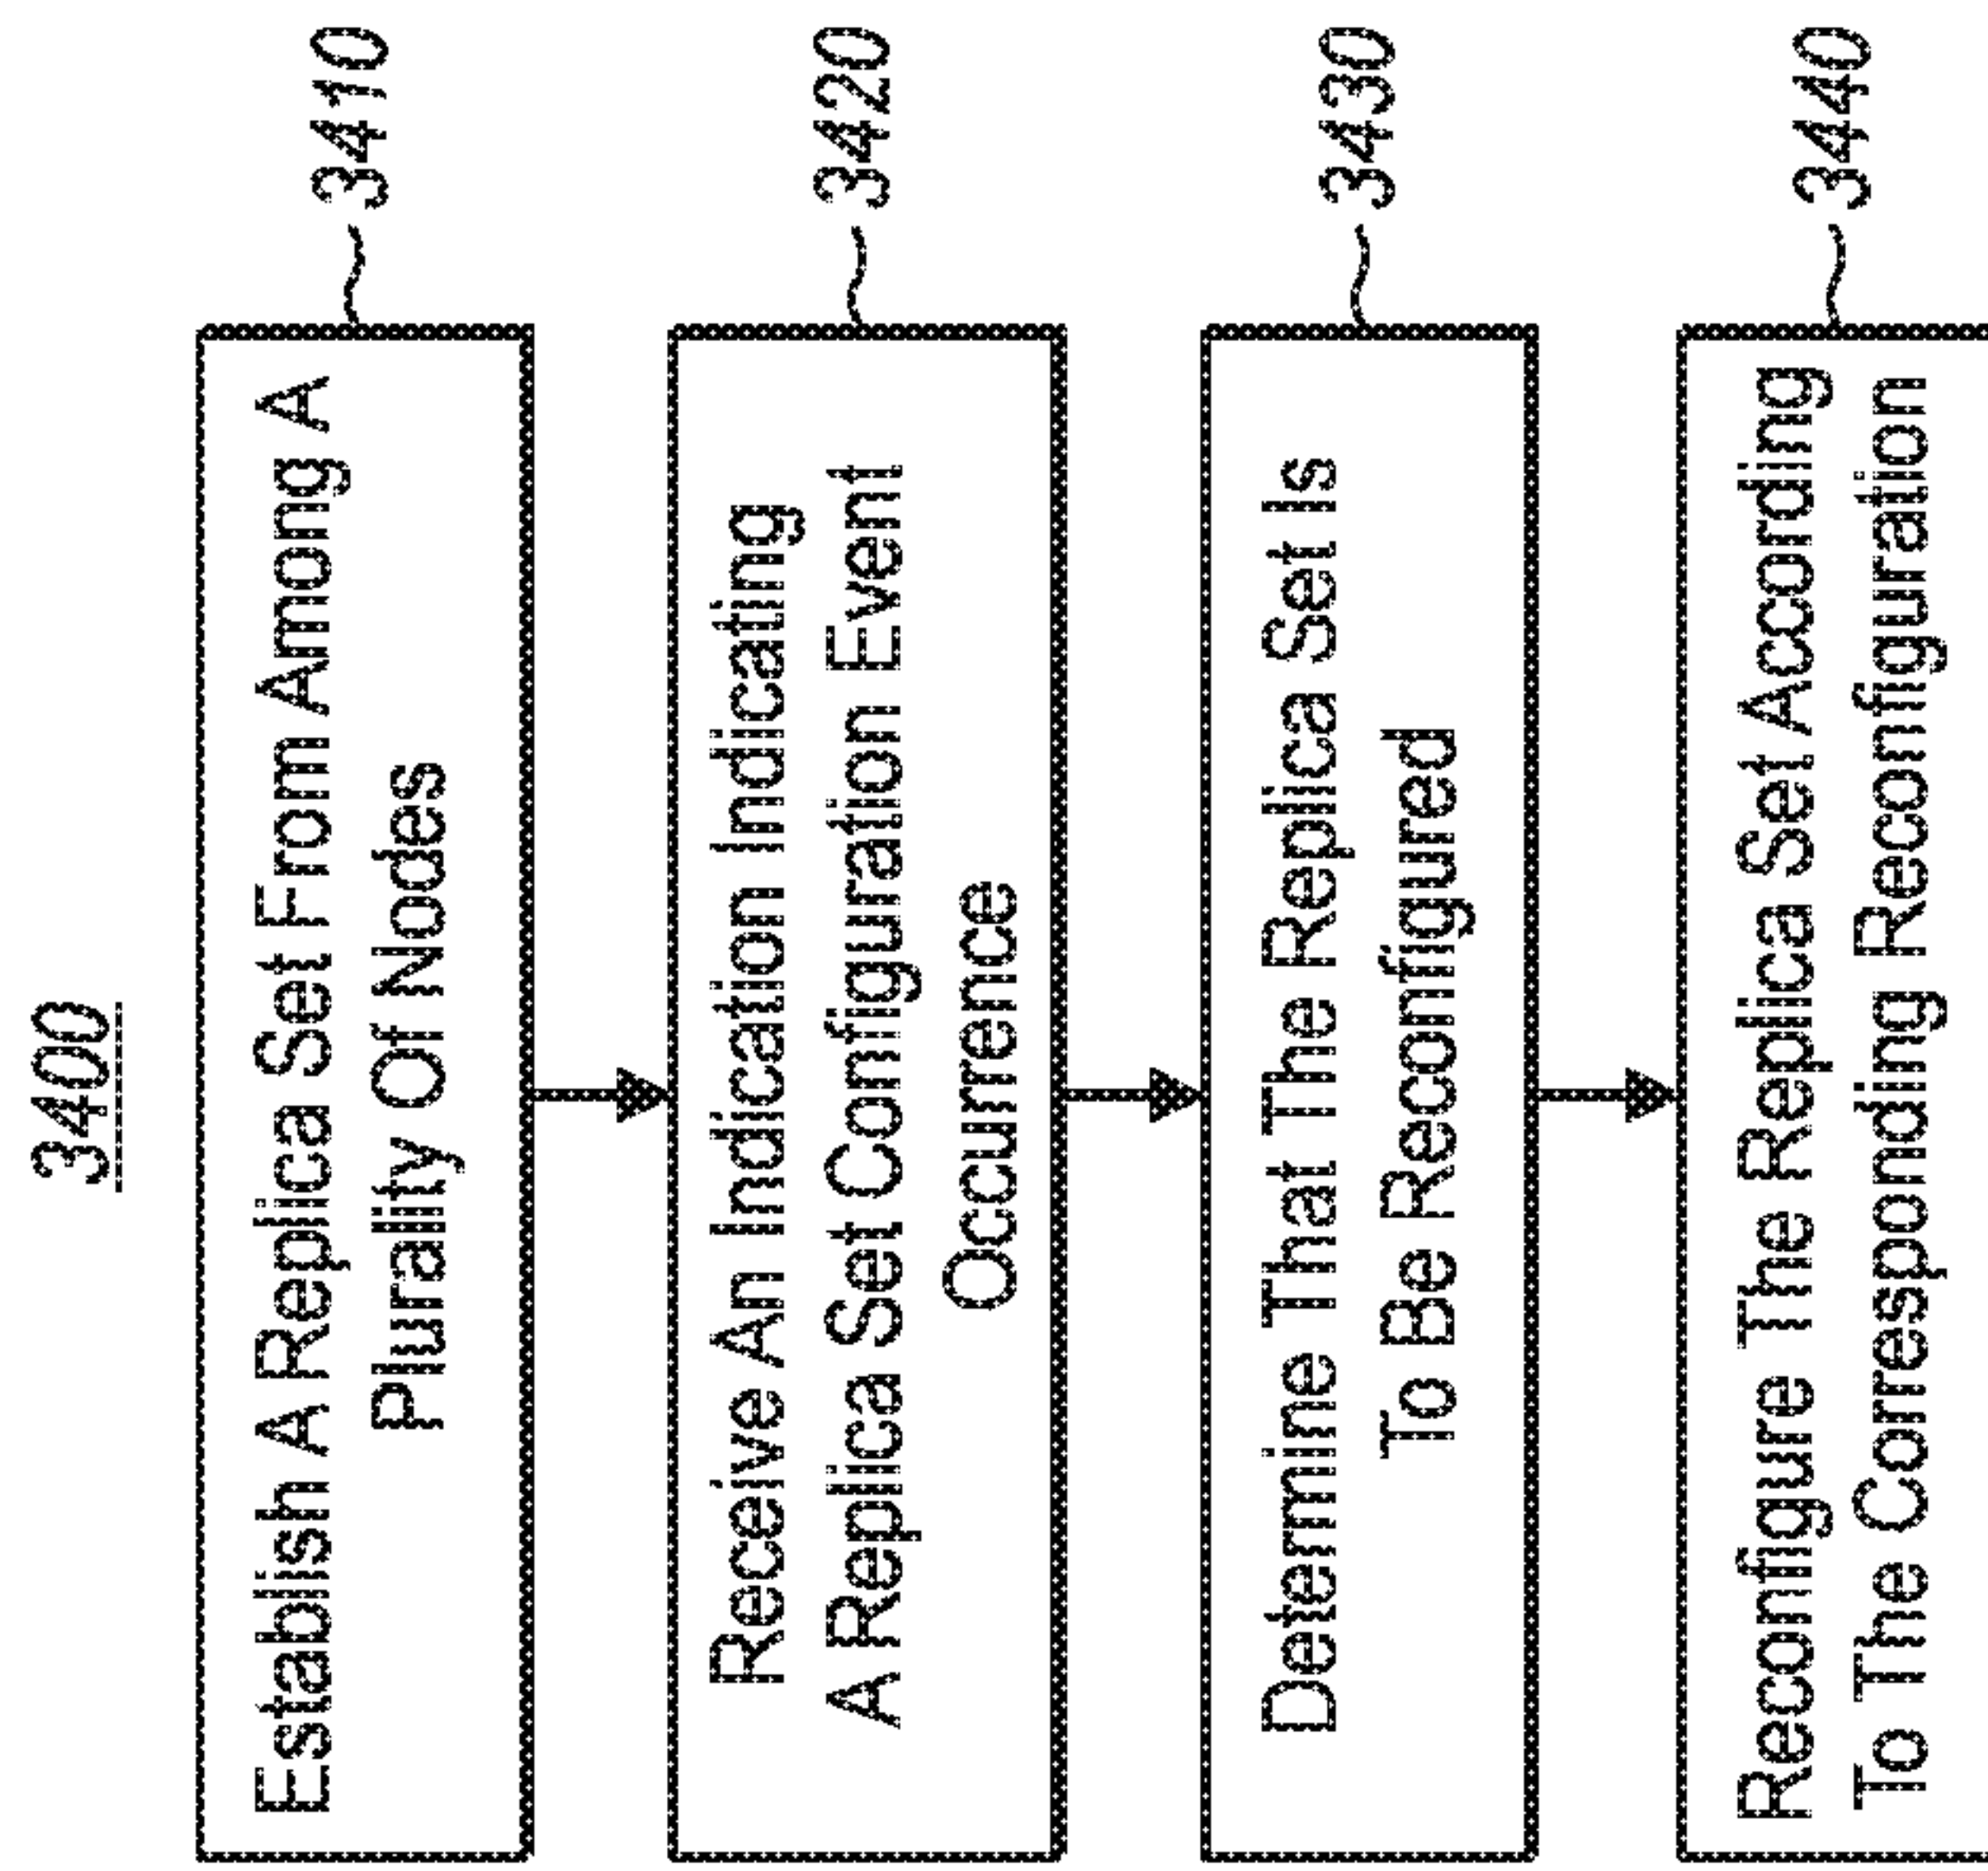 3400
Establish A Replica Set From Among A
Plurality Of Nodes
3410
Receive An Indication Indicating
A Replica Set Configuration Event
Occurrence
3420
Determine That The Replica Set Is
To Be Reconfigured
3430
Reconfigure The Replica Set According
To The Corresponding Reconfiguration
3440